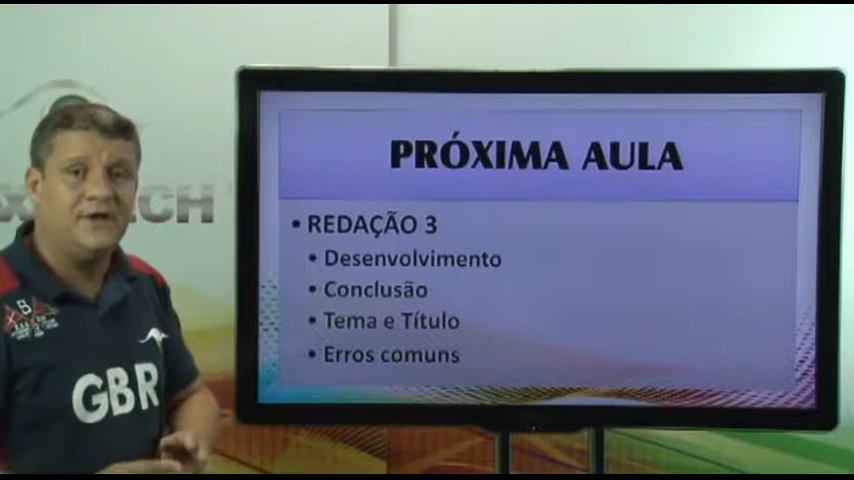 PRÓXIMA AULA
• REDAÇÃO 3
• Desenvolvimento
• Conclusão
• Tema e Título
• Erros comuns
GBR